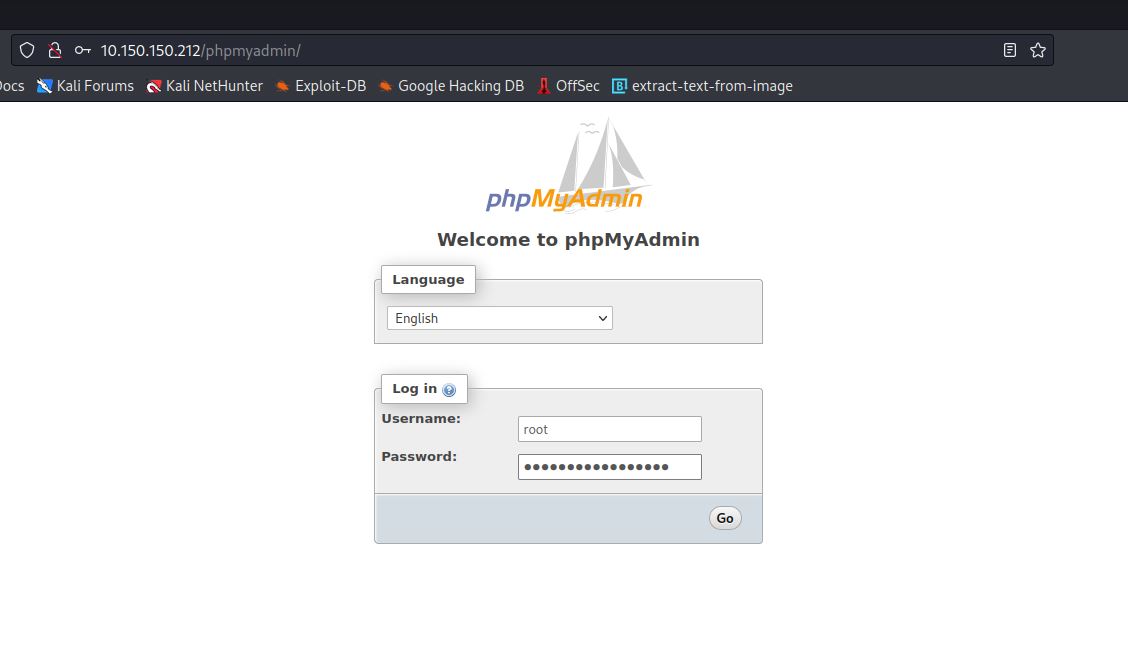 10.150.150.212/phpmyadmin/
Docs Kali Forums Kali NetHunter Exploit-DB Google Hacking DB OffSec extract-text-from-image
phpMyAdmin
Welcome to phpMyAdmin
Language
English
Log in
Username:
root
Password:
•••••••••••••••••
Go